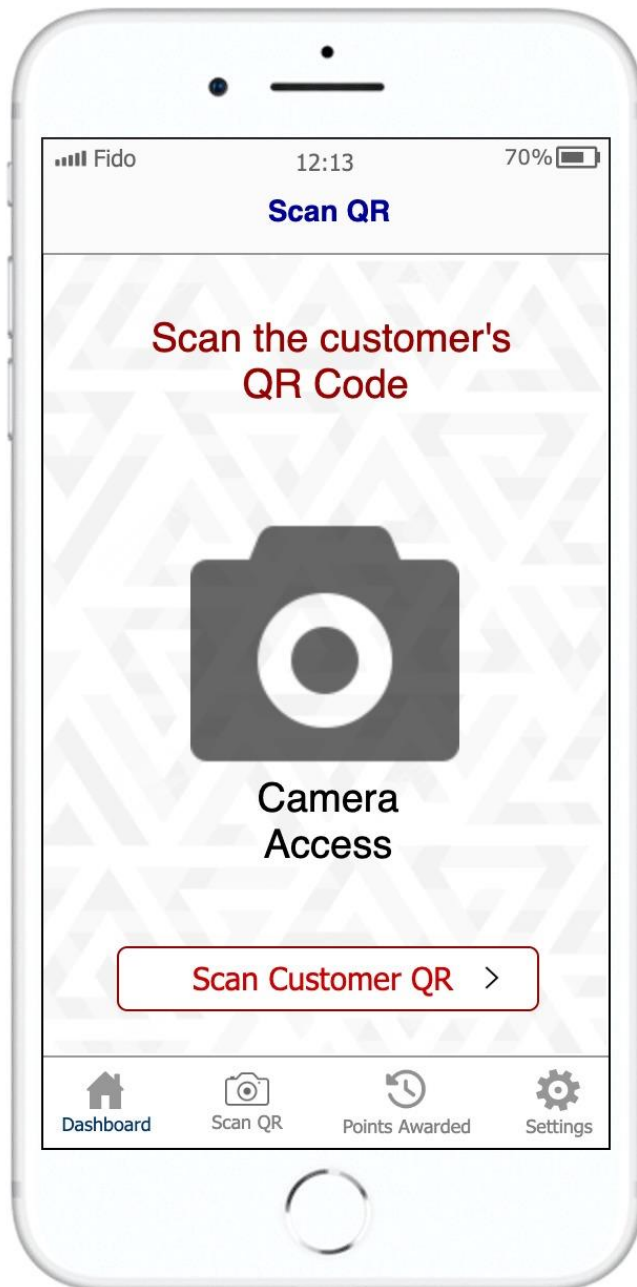 Fido 12:13 70%
Scan QR
Scan the customer's
QR Code
Camera
Access
Scan Customer QR >
Dashboard Scan QR Points Awarded Settings